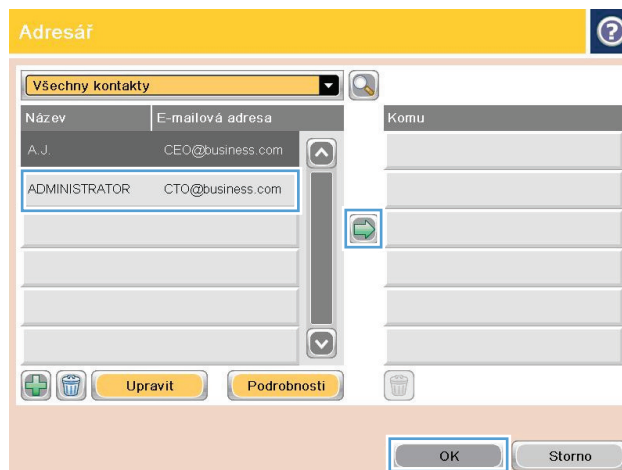 Adresář
Všechny kontakty
Název E-mailová adresa Komu
A.J. CEO@business.com
ADMINISTRATOR CTO@business.com
Upravit Podrobnosti
OK Storno